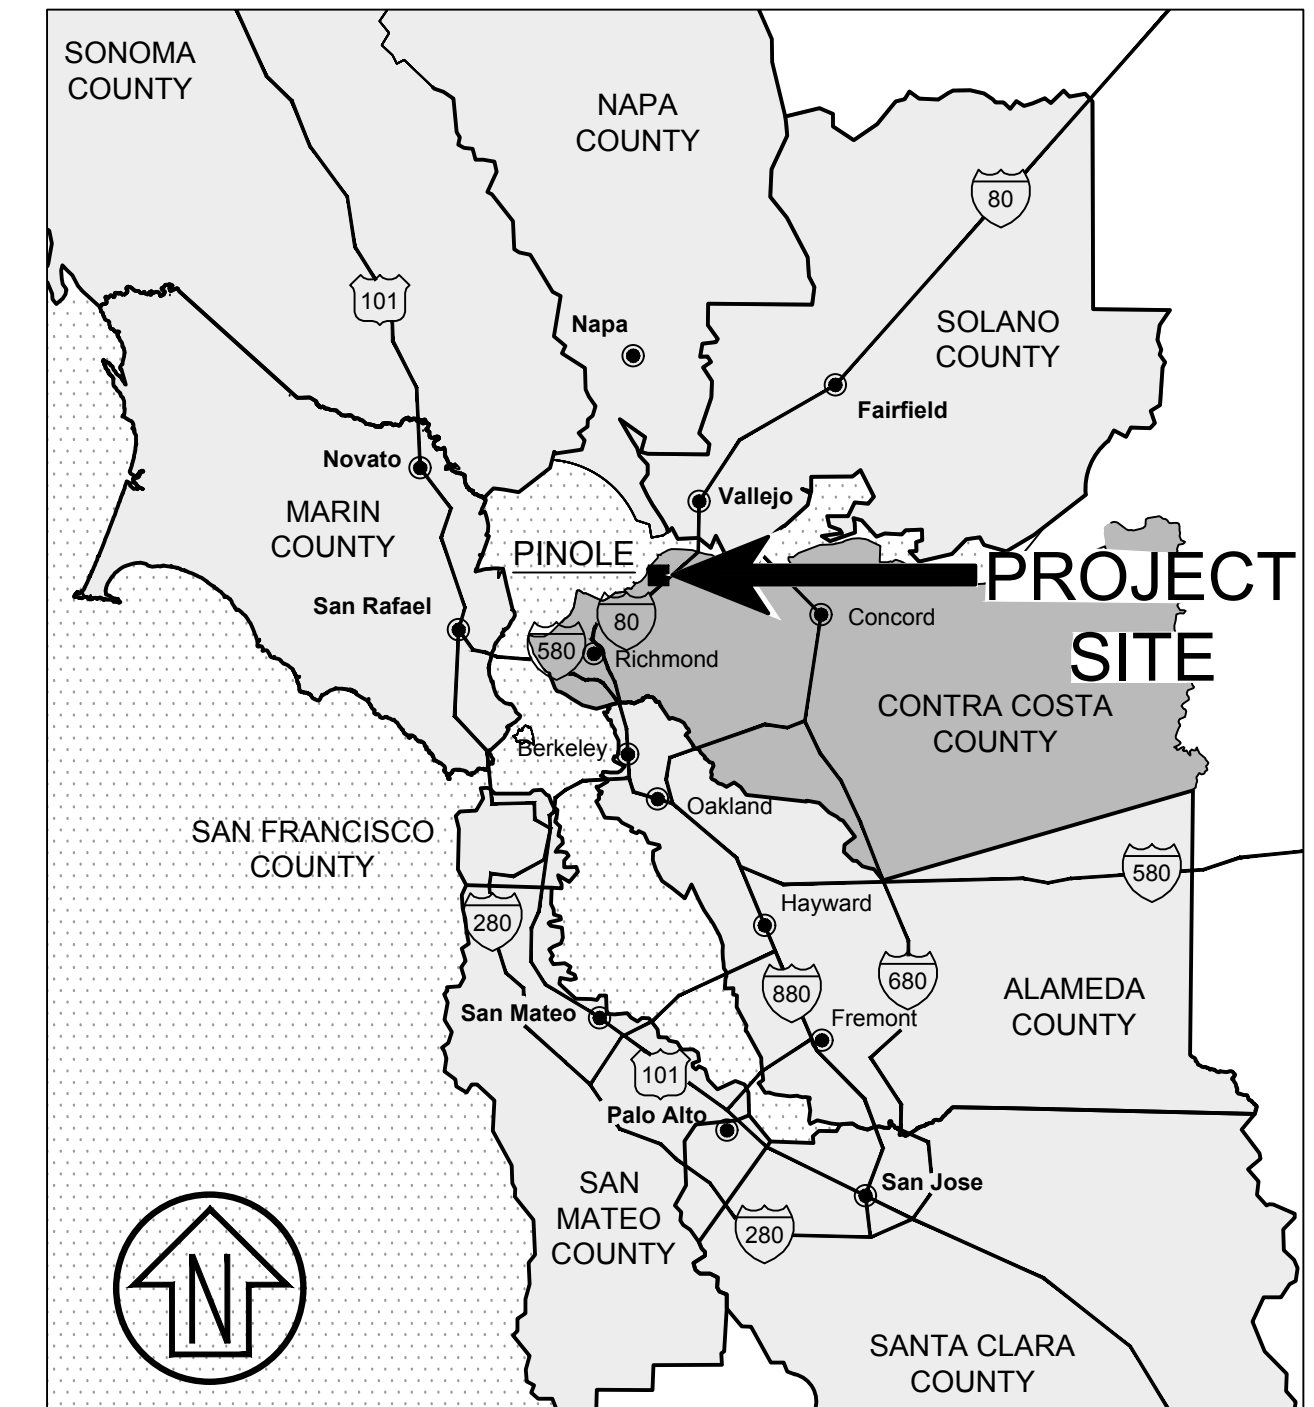 SONOMA
COUNTY
NAPA
COUNTY
80
101
Napa
SOLANO
COUNTY
Fairfield
Novato
Vallejo
MARIN
COUNTY
PINOLE
PROJECT
SITE
San Rafael
80
Concord
580
Richmond
CONTRA COSTA
COUNTY
Berkeley
Oakland
SAN FRANCISCO
COUNTY
580
Hayward
280
680
880
ALAMEDA
COUNTY
San Mateo
Fremont
101
Palo Alto
San Jose
SAN
MATEO
COUNTY
280
N
SANTA CLARA
COUNTY